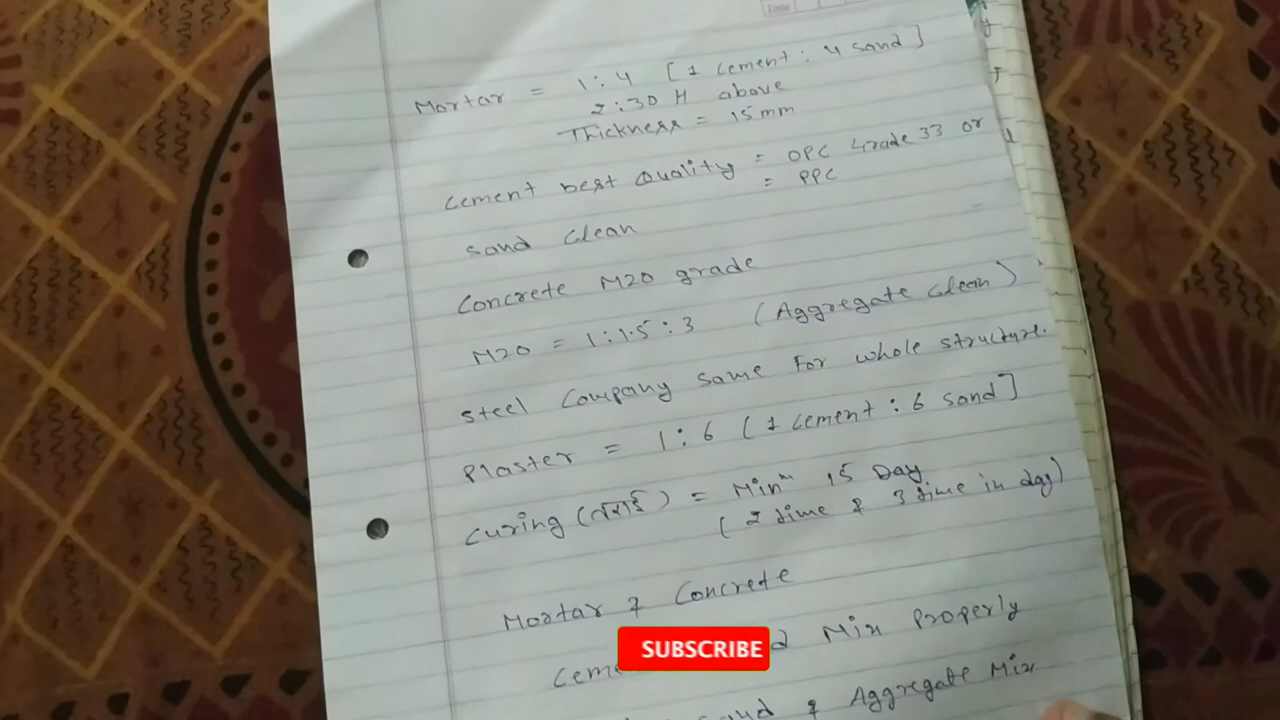 Mortar = 1:4 [1 cement : 4 sand]
2:30 H above
Thickness = 15 mm
Cement best Quality = OPC Grade 33 or
= PPC
Sand Clean
Concrete M20 grade
M20 = 1:1.5:3 (Aggregate Clean)
Steel Company Same For whole structure.
Plaster = 1:6 (1 cement : 6 sand]
Curing (तराई) = Minm 15 Day
(2 time & 3 time in day)
Mortar & Concrete
Mix Properly
SUBSCRIBE
& Aggregate Mix